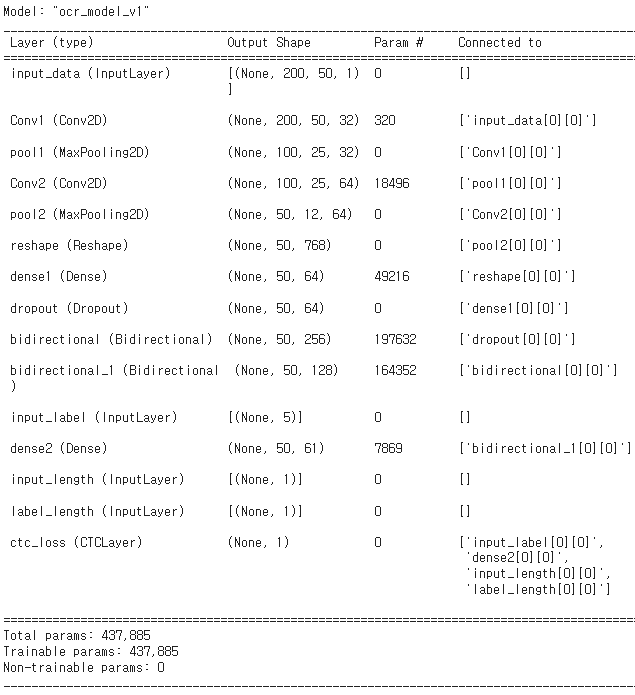 Model: "ocr_model_v1"
__________________________________________________________________________________________
Layer (type)                   Output Shape         Param #     Connected to
==========================================================================================
input_data (InputLayer)        [(None, 200, 50, 1)  0           []
]
Conv1 (Conv2D)                 (None, 200, 50, 32)  320         ['input_data[0][0]']
pool1 (MaxPooling2D)           (None, 100, 25, 32)  0           ['Conv1[0][0]']
Conv2 (Conv2D)                 (None, 100, 25, 64)  18496       ['pool1[0][0]']
pool2 (MaxPooling2D)           (None, 50, 12, 64)   0           ['Conv2[0][0]']
reshape (Reshape)              (None, 50, 768)      0           ['pool2[0][0]']
dense1 (Dense)                 (None, 50, 64)       49216       ['reshape[0][0]']
dropout (Dropout)              (None, 50, 64)       0           ['dense1[0][0]']
bidirectional (Bidirectional)  (None, 50, 256)      197632      ['dropout[0][0]']
bidirectional_1 (Bidirectional  (None, 50, 128)     164352      ['bidirectional[0][0]']
)
input_label (InputLayer)       [(None, 5)]          0           []
dense2 (Dense)                 (None, 50, 61)       7869        ['bidirectional_1[0][0]']
input_length (InputLayer)      [(None, 1)]          0           []
label_length (InputLayer)      [(None, 1)]          0           []
ctc_loss (CTCLayer)            (None, 1)            0           ['input_label[0][0]',
'dense2[0][0]',
'input_length[0][0]',
'label_length[0][0]']
==========================================================================================
Total params: 437,885
Trainable params: 437,885
Non-trainable params: 0
__________________________________________________________________________________________